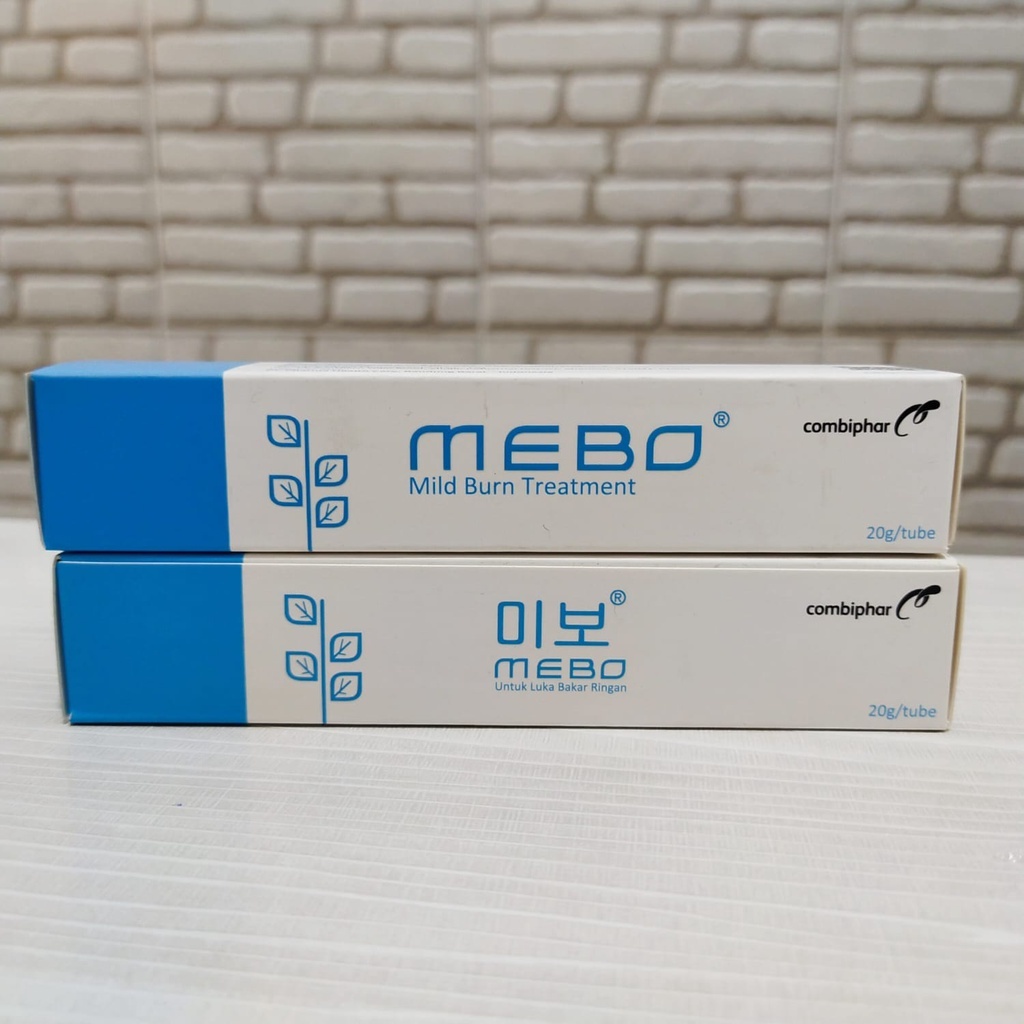 MEBO®
Mild Burn Treatment
combiphar
20g/tube
미보®
MEBO
Untuk Luka Bakar Ringan
combiphar
20g/tube